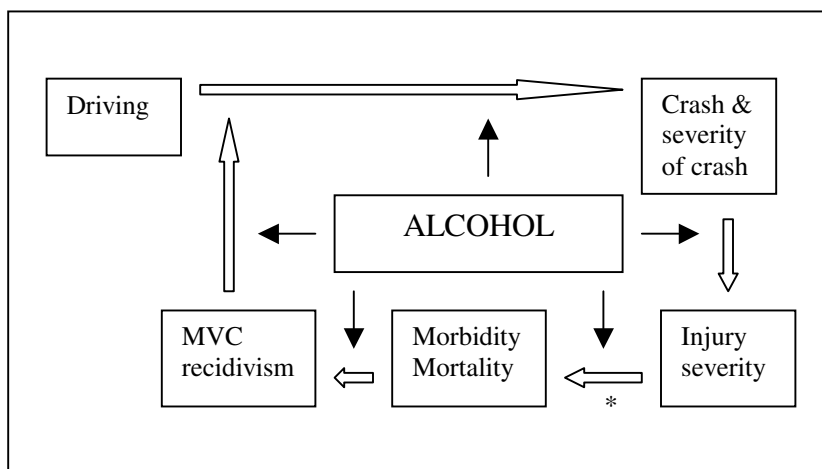 Driving
Crash &
severity
of crash
ALCOHOL
MVC
recidivism
Morbidity
Mortality
Injury
severity
*